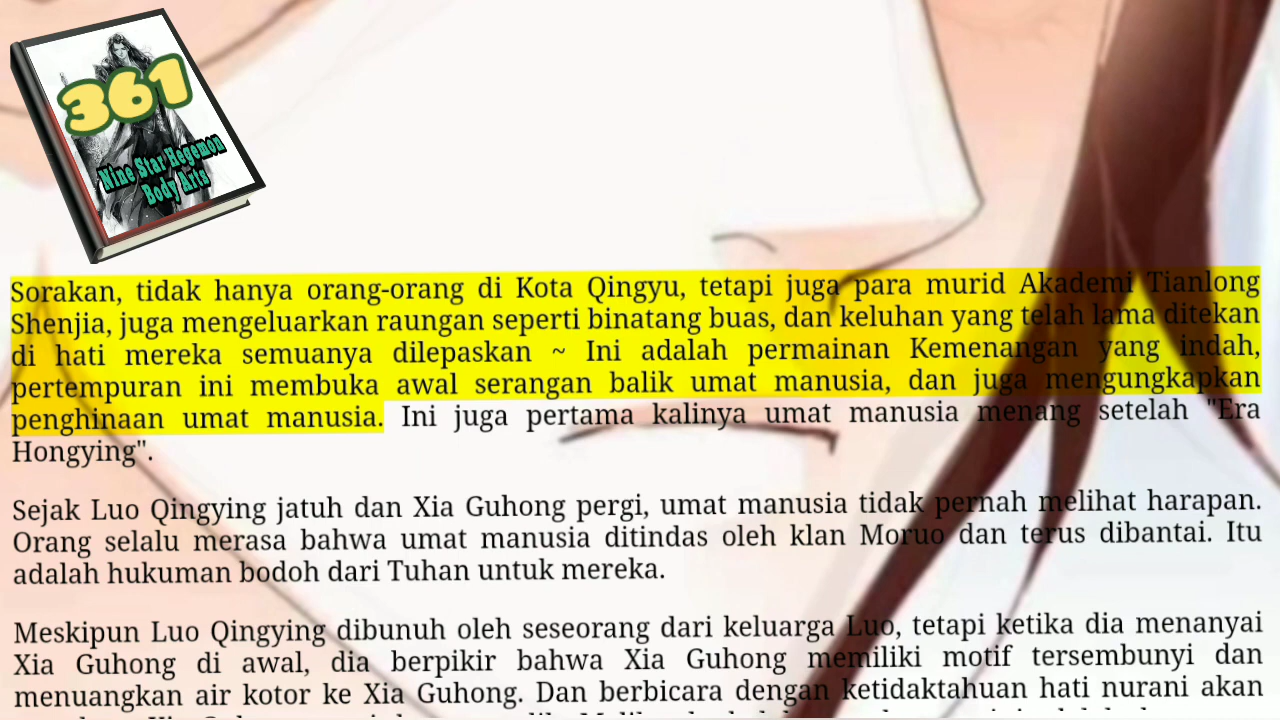 361
Nine Star Hegemon
Body Arts
Sorakan, tidak hanya orang-orang di Kota Qingyu, tetapi juga para murid Akademi Tianlong
Shenjia, juga mengeluarkan raungan seperti binatang buas, dan keluhan yang telah lama ditekan
di hati mereka semuanya dilepaskan ~ Ini adalah permainan Kemenangan yang indah,
pertempuran ini membuka awal serangan balik umat manusia, dan juga mengungkapkan
penghinaan umat manusia. Ini juga pertama kalinya umat manusia menang setelah "Era
Hongying".
Sejak Luo Qingying jatuh dan Xia Guhong pergi, umat manusia tidak pernah melihat harapan.
Orang selalu merasa bahwa umat manusia ditindas oleh klan Moruo dan terus dibantai. Itu
adalah hukuman bodoh dari Tuhan untuk mereka.
Meskipun Luo Qingying dibunuh oleh seseorang dari keluarga Luo, tetapi ketika dia menanyai
Xia Guhong di awal, dia berpikir bahwa Xia Guhong memiliki motif tersembunyi dan
menuangkan air kotor ke Xia Guhong. Dan berbicara dengan ketidaktahuan hati nurani akan